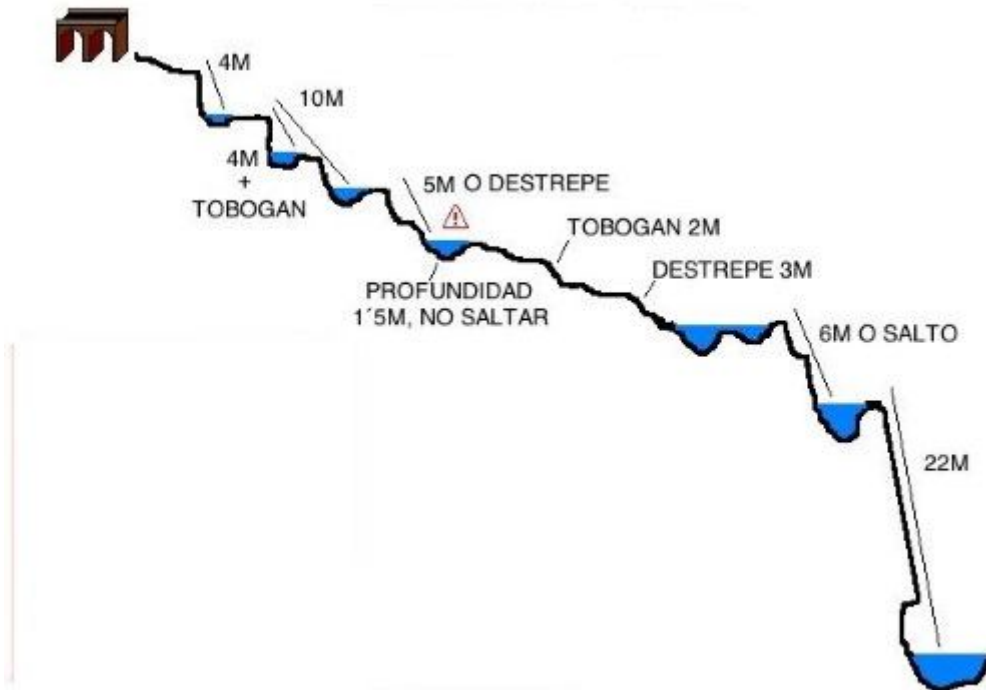 4M
10M
4M
+
TOBOGAN
5M O DESTREPE
PROFUNDIDAD
1´5M, NO SALTAR
TOBOGAN 2M
DESTREPE 3M
6M O SALTO
22M